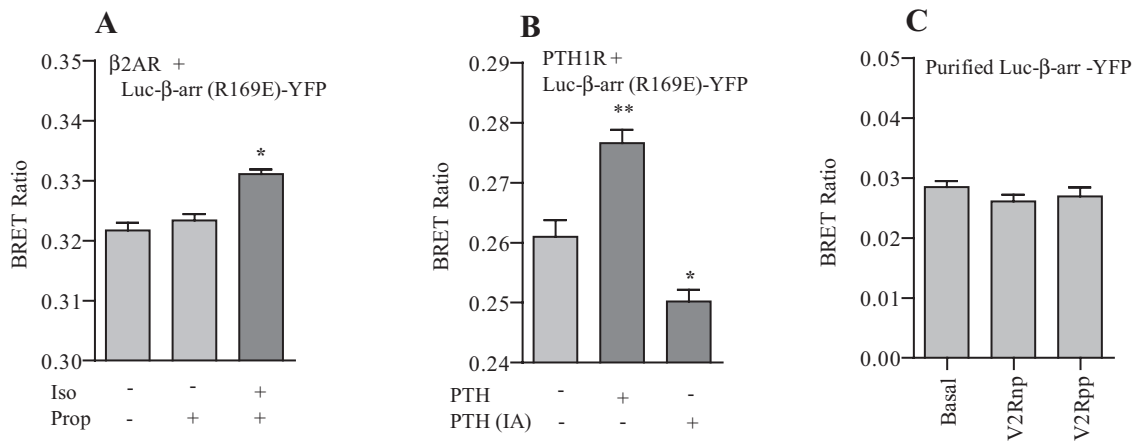 A
0.35
0.34
0.33
0.32
0.31
0.30
BRET Ratio
β2AR +
Luc-β-arr (R169E)-YFP
*
Iso - - +
Prop - + +
B
0.29
0.28
0.27
0.26
0.25
0.24
BRET Ratio
PTH1R +
Luc-β-arr (R169E)-YFP
**
*
PTH - + -
PTH (IA) - - +
C
0.05
0.04
0.03
0.02
0.01
0.00
BRET Ratio
Purified Luc-β-arr -YFP
Basal
V2Rnp
V2Rpp